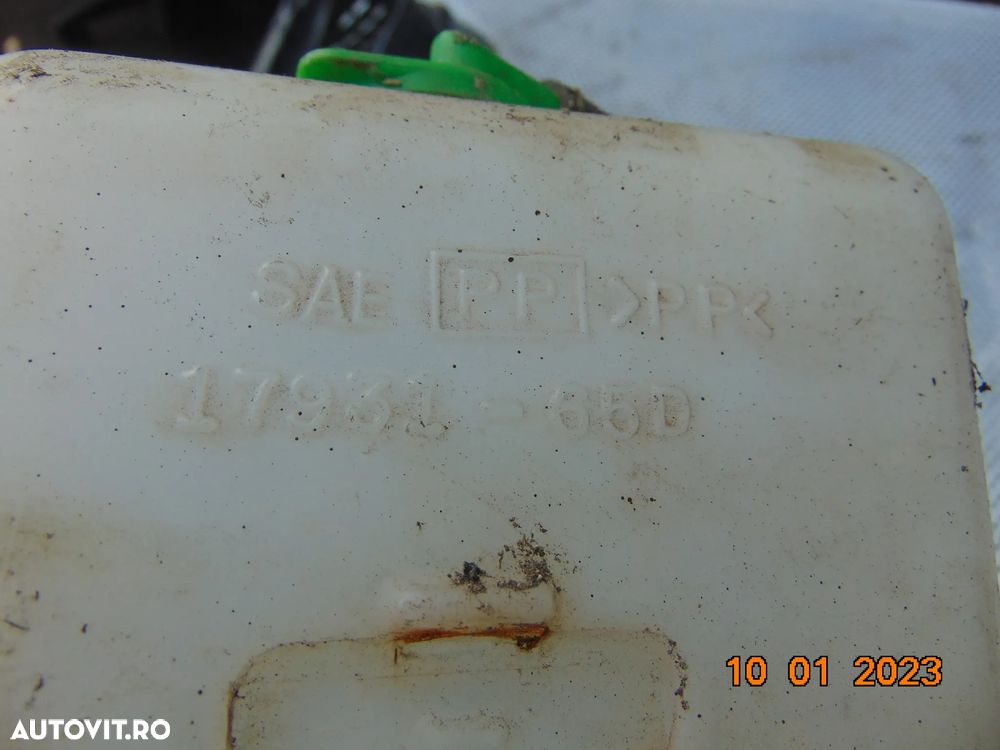 SAE PP >PP<
17931-65D
10 01 2023
AUTOVIT.RO